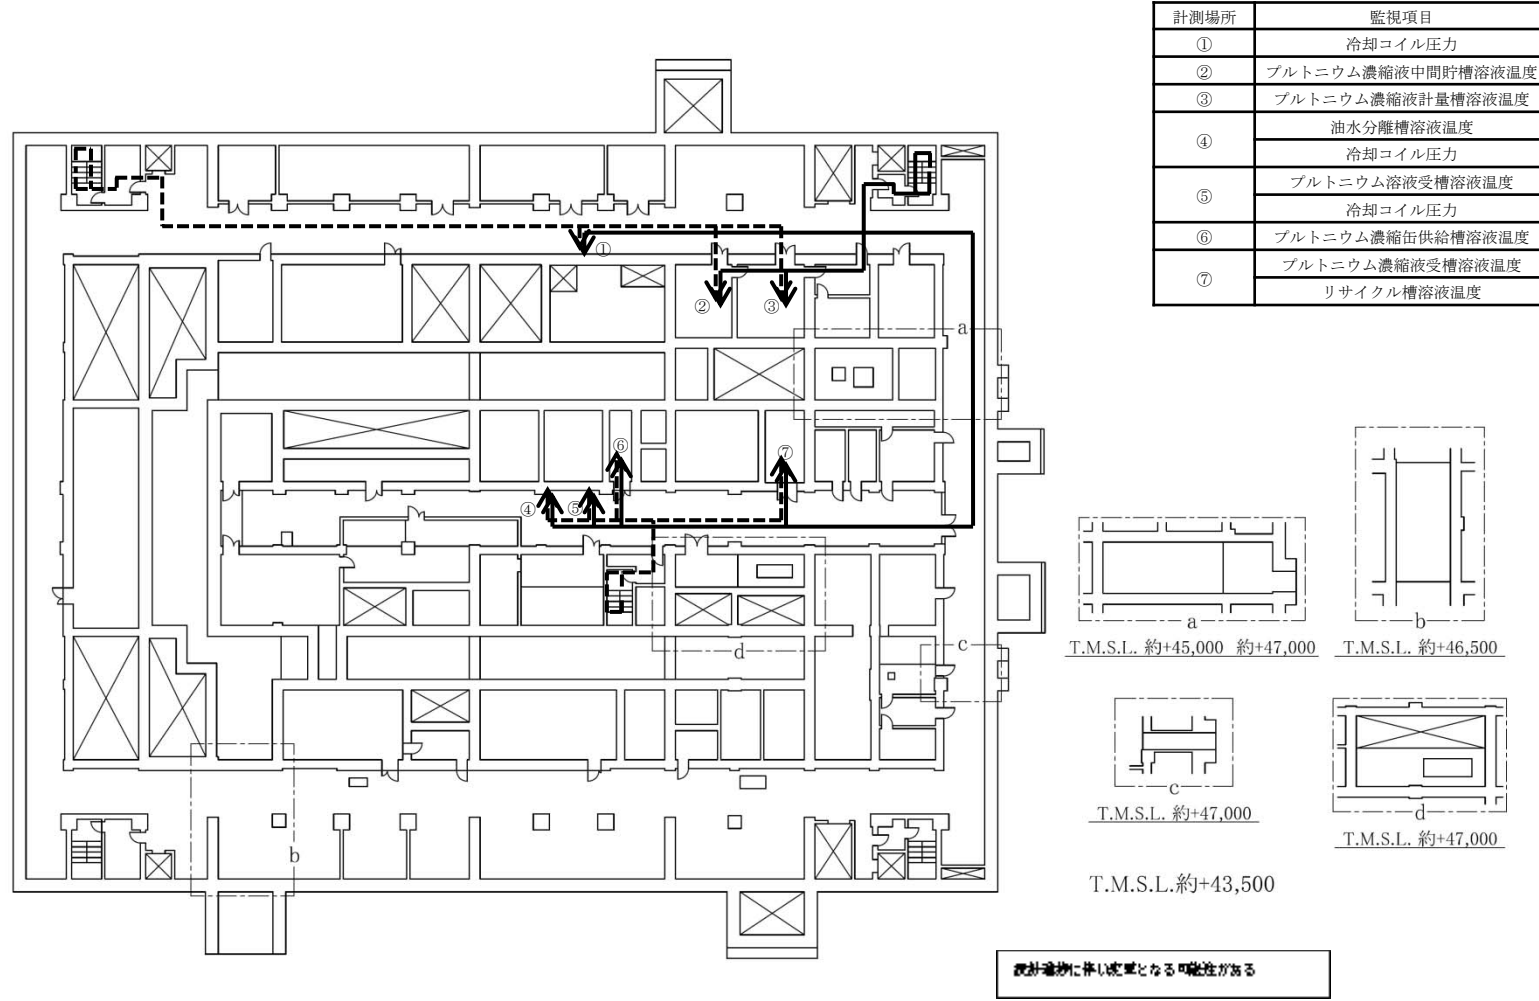 計測場所 監視項目
① 冷却コイル圧力
② プルトニウム濃縮液中間貯槽溶液温度
③ プルトニウム濃縮液計量槽溶液温度
④ 油水分離槽溶液温度
冷却コイル圧力
⑤ プルトニウム溶液受槽溶液温度
冷却コイル圧力
⑥ プルトニウム濃縮缶供給槽溶液温度
⑦ プルトニウム濃縮液受槽溶液温度
リサイクル槽溶液温度
①
② ③
a
⑥ ⑦
④ ⑤
d
c
b
a
T.M.S.L. 約+45,000 約+47,000
b
T.M.S.L. 約+46,500
c
T.M.S.L. 約+47,000
d
T.M.S.L. 約+47,000
T.M.S.L.約+43,500
設計進捗に伴い変更となる可能性がある